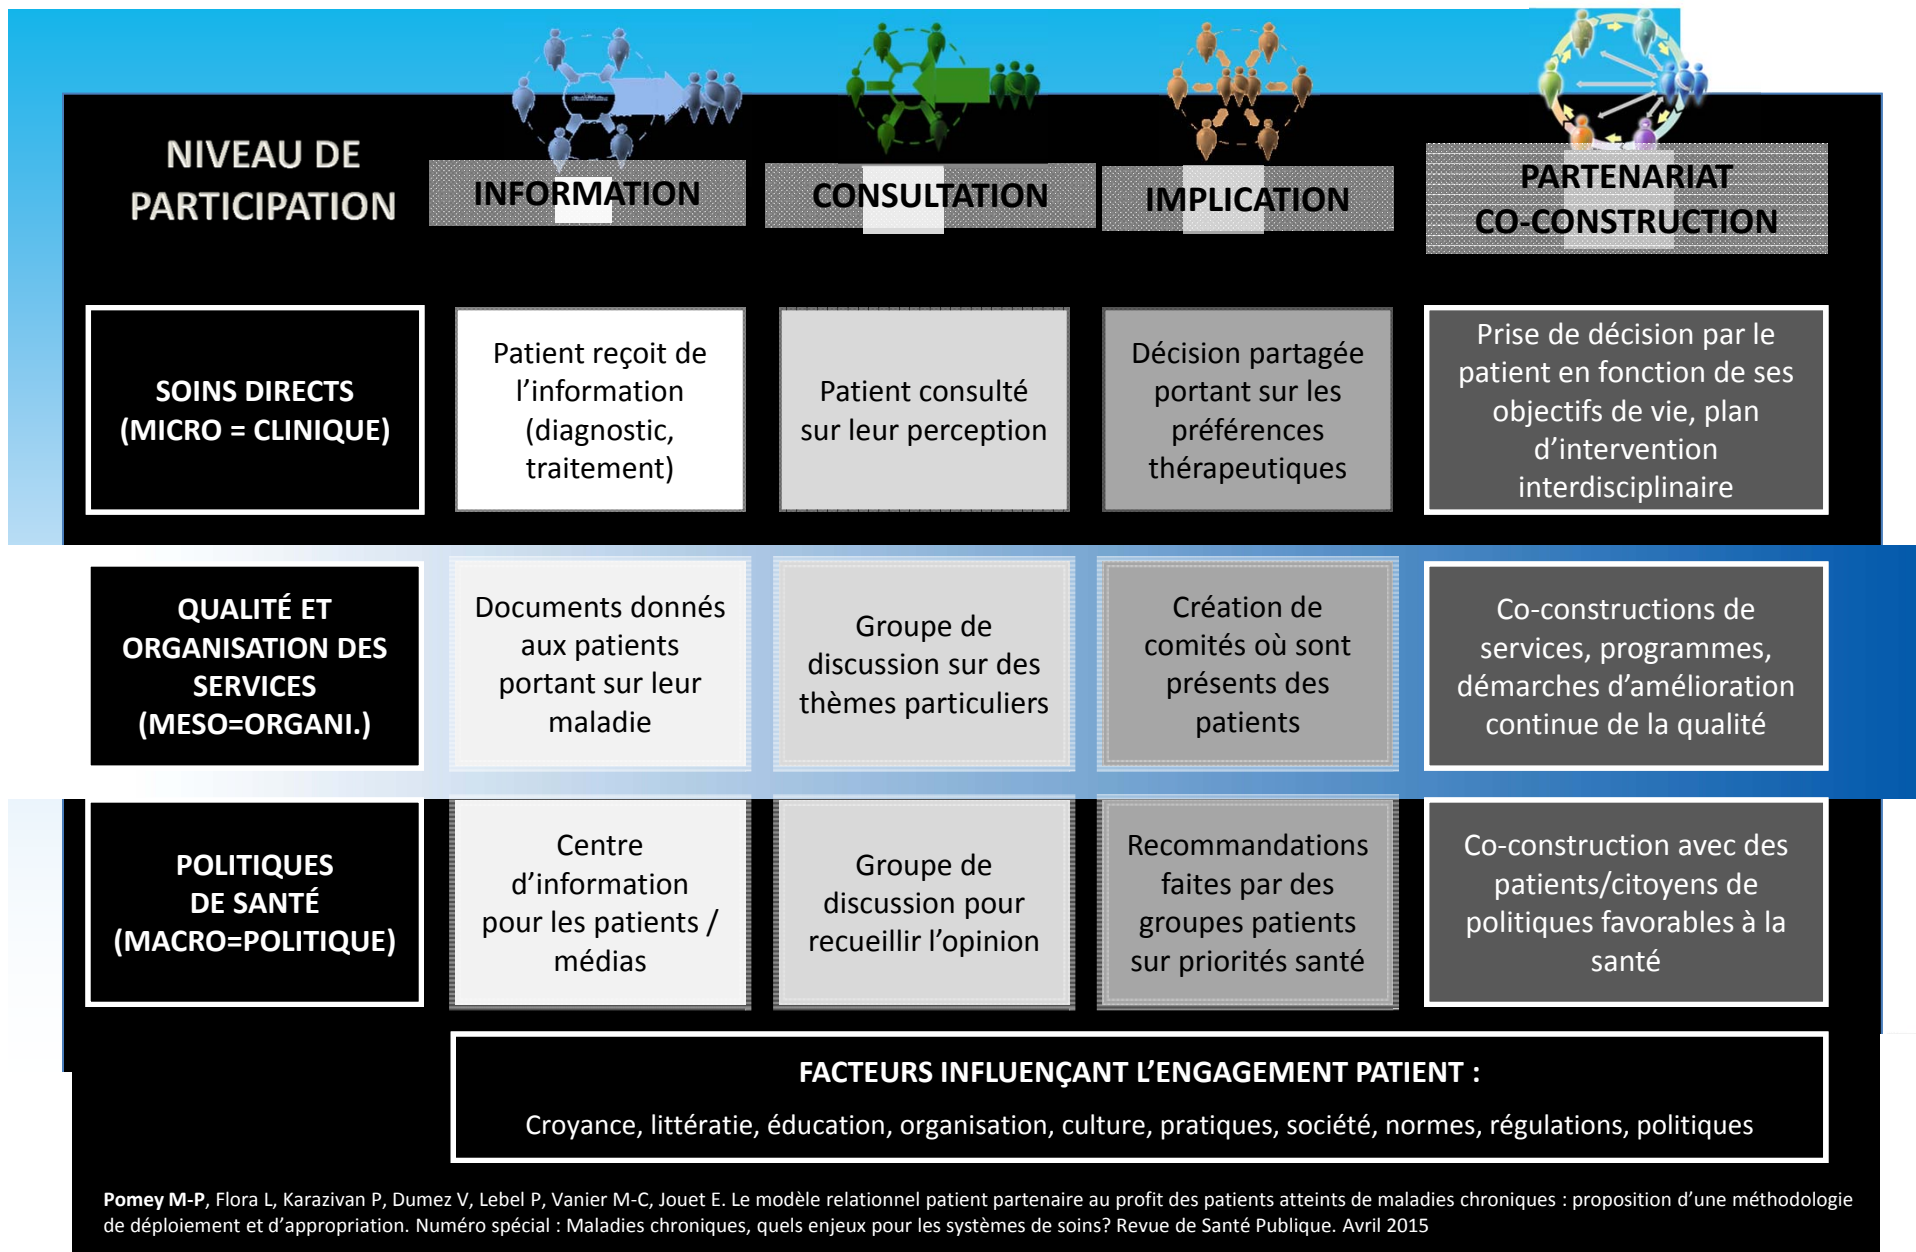 NIVEAU DE
PARTICIPATION
INFORMATION
CONSULTATION
IMPLICATION
PARTENARIAT
CO-CONSTRUCTION
SOINS DIRECTS
(MICRO = CLINIQUE)
Patient reçoit de
l’information
(diagnostic,
traitement)
Patient consulté
sur leur perception
Décision partagée
portant sur les
préférences
thérapeutiques
Prise de décision par le
patient en fonction de ses
objectifs de vie, plan
d’intervention
interdisciplinaire
QUALITÉ ET
ORGANISATION DES
SERVICES
(MESO=ORGANI.)
Documents donnés
aux patients
portant sur leur
maladie
Groupe de
discussion sur des
thèmes particuliers
Création de
comités où sont
présents des
patients
Co-constructions de
services, programmes,
démarches d’amélioration
continue de la qualité
POLITIQUES
DE SANTÉ
(MACRO=POLITIQUE)
Centre
d’information
pour les patients /
médias
Groupe de
discussion pour
recueillir l’opinion
Recommandations
faites par des
groupes patients
sur priorités santé
Co-construction avec des
patients/citoyens de
politiques favorables à la
santé
FACTEURS INFLUENÇANT L’ENGAGEMENT PATIENT :
Croyance, littératie, éducation, organisation, culture, pratiques, société, normes, régulations, politiques
Pomey M-P, Flora L, Karazivan P, Dumez V, Lebel P, Vanier M-C, Jouet E. Le modèle relationnel patient partenaire au profit des patients atteints de maladies chroniques : proposition d’une méthodologie
de déploiement et d’appropriation. Numéro spécial : Maladies chroniques, quels enjeux pour les systèmes de soins? Revue de Santé Publique. Avril 2015